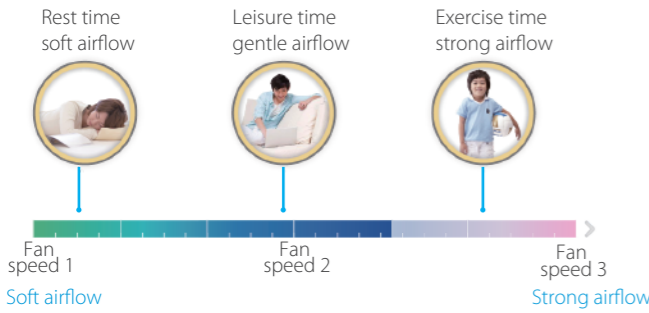 Rest time
soft airflow
Leisure time
gentle airflow
Exercise time
strong airflow
Fan
speed 1
Fan
speed 2
Fan
speed 3
Soft airflow
Strong airflow